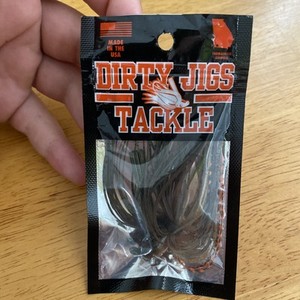 MADE
IN THE
USA
DIRTY JIGS
TACKLE